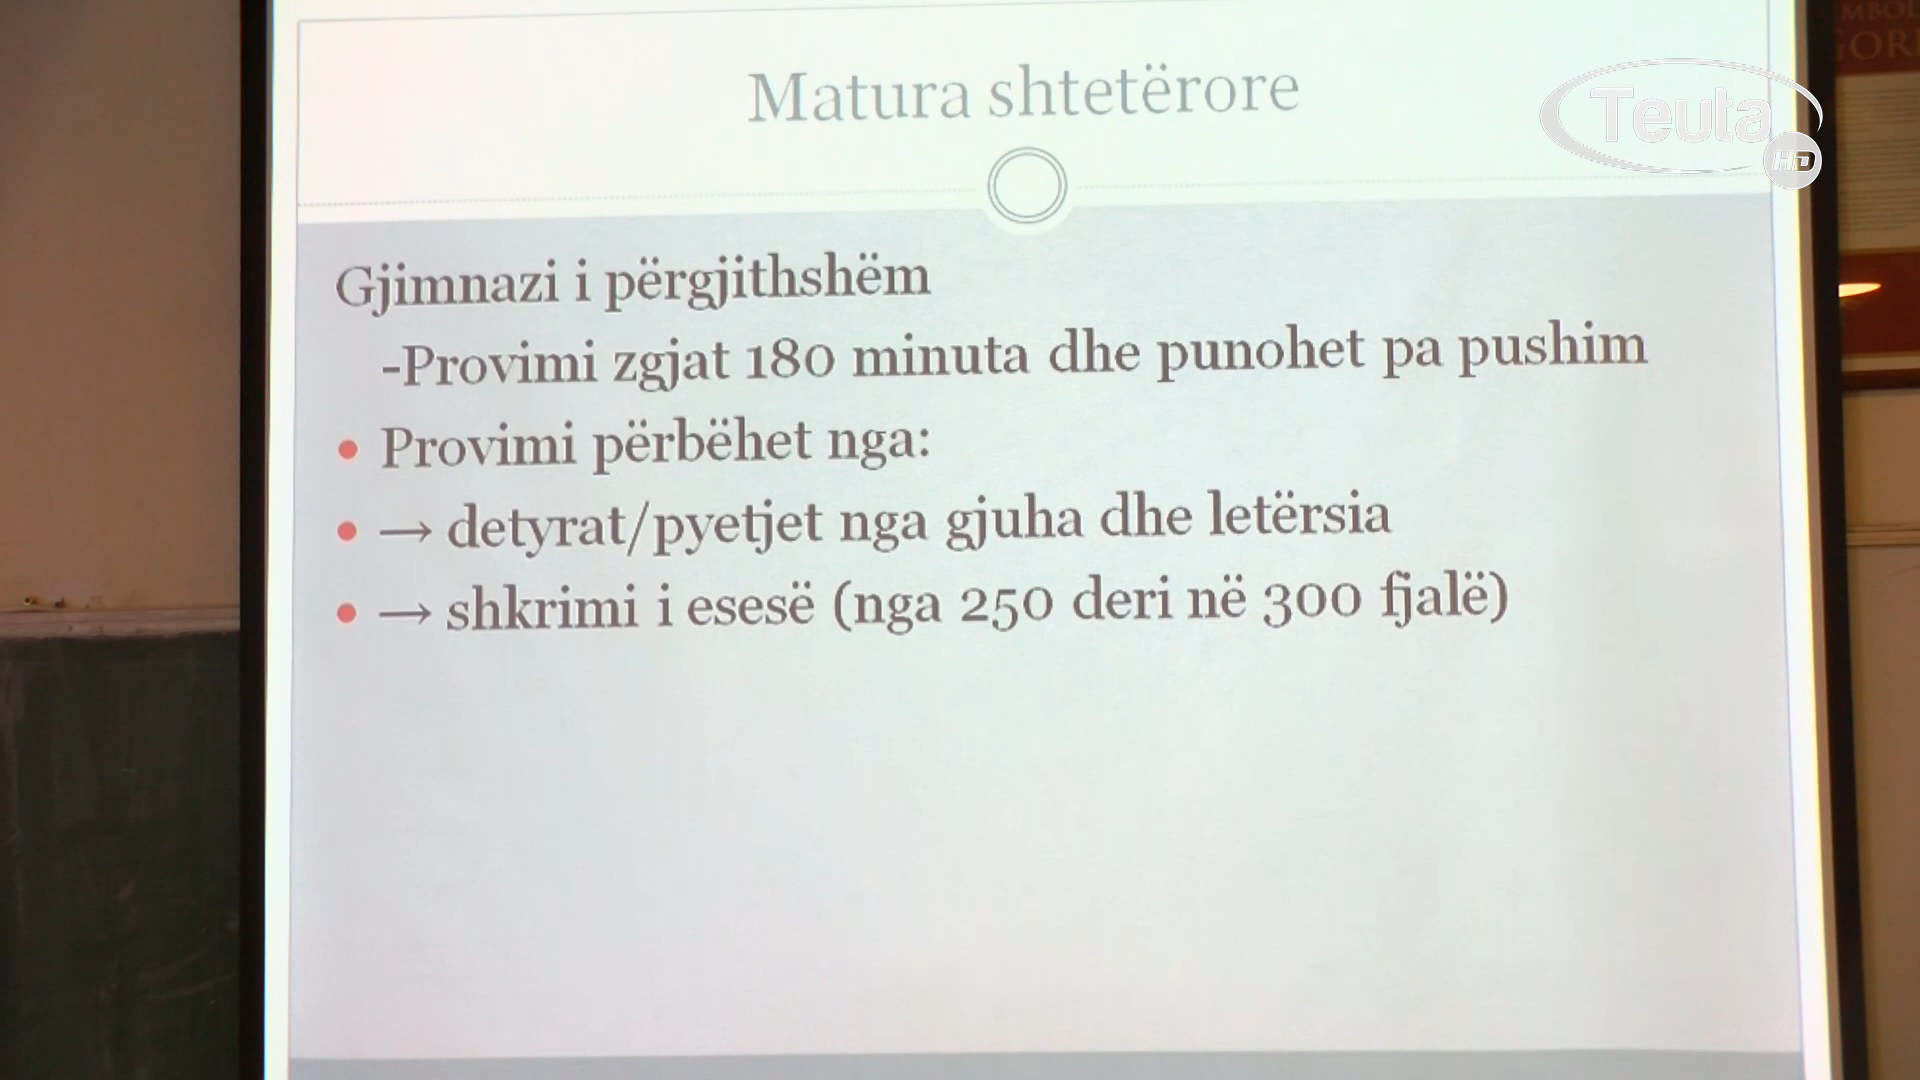 Matura shtetërore
Teuta
HD
Gjimnazi i përgjithshëm
-Provimi zgjat 180 minuta dhe punohet pa pushim
• Provimi përbëhet nga:
• → detyrat/pyetjet nga gjuha dhe letërsia
• → shkrimi i esesë (nga 250 deri në 300 fjalë)